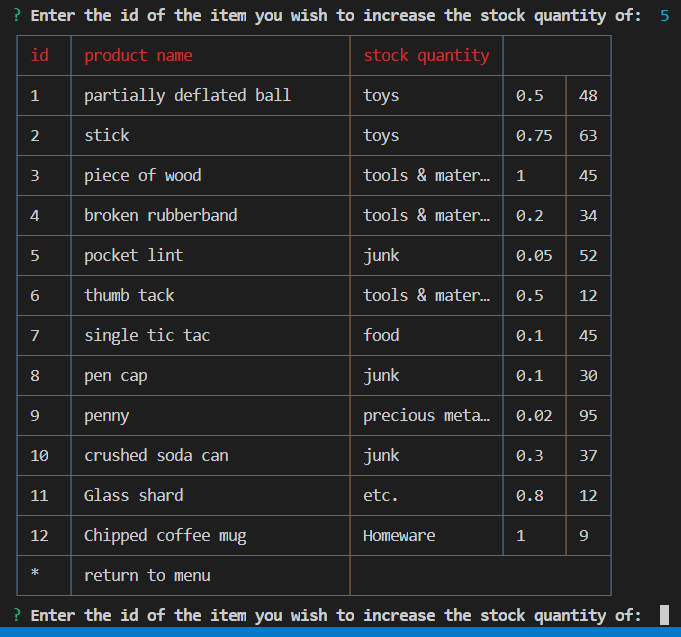 ? Enter the id of the item you wish to increase the stock quantity of: 5
id product name stock quantity
1 partially deflated ball toys 0.5 48
2 stick toys 0.75 63
3 piece of wood tools & mater… 1 45
4 broken rubberband tools & mater… 0.2 34
5 pocket lint junk 0.05 52
6 thumb tack tools & mater… 0.5 12
7 single tic tac food 0.1 45
8 pen cap junk 0.1 30
9 penny precious meta… 0.02 95
10 crushed soda can junk 0.3 37
11 Glass shard etc. 0.8 12
12 Chipped coffee mug Homeware 1 9
* return to menu
? Enter the id of the item you wish to increase the stock quantity of: